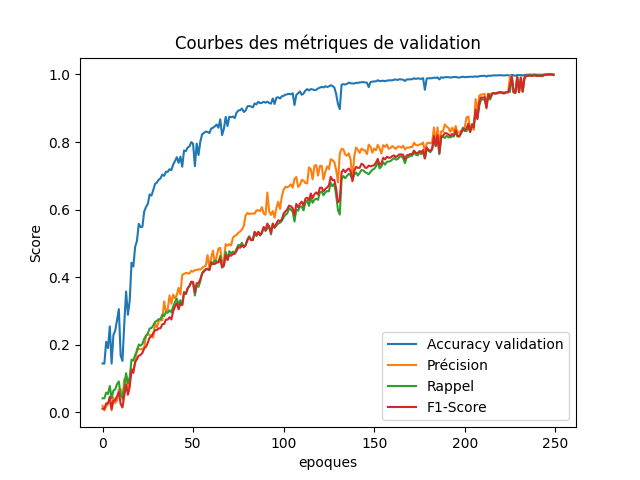 Courbes des métriques de validation
Score
1.0
0.8
0.6
0.4
0.2
0.0
Accuracy validation
Précision
Rappel
F1-Score
0 50 100 150 200 250
epoques